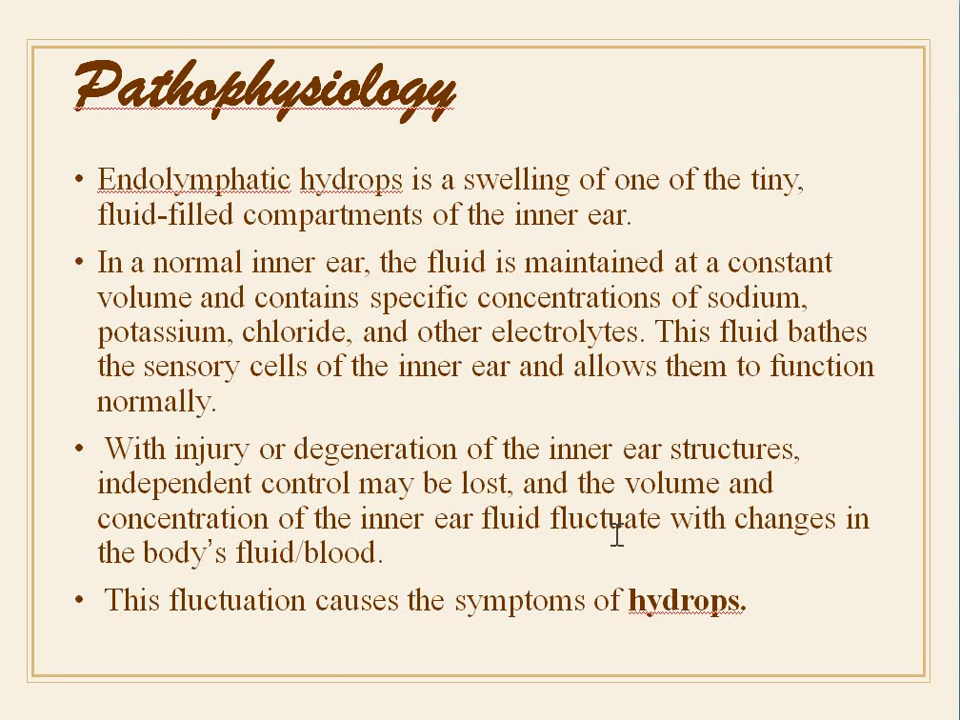 Pathophysiology
• Endolymphatic hydrops is a swelling of one of the tiny,
fluid-filled compartments of the inner ear.
• In a normal inner ear, the fluid is maintained at a constant
volume and contains specific concentrations of sodium,
potassium, chloride, and other electrolytes. This fluid bathes
the sensory cells of the inner ear and allows them to function
normally.
• With injury or degeneration of the inner ear structures,
independent control may be lost, and the volume and
concentration of the inner ear fluid fluctuate with changes in
the body’s fluid/blood.
• This fluctuation causes the symptoms of hydrops.